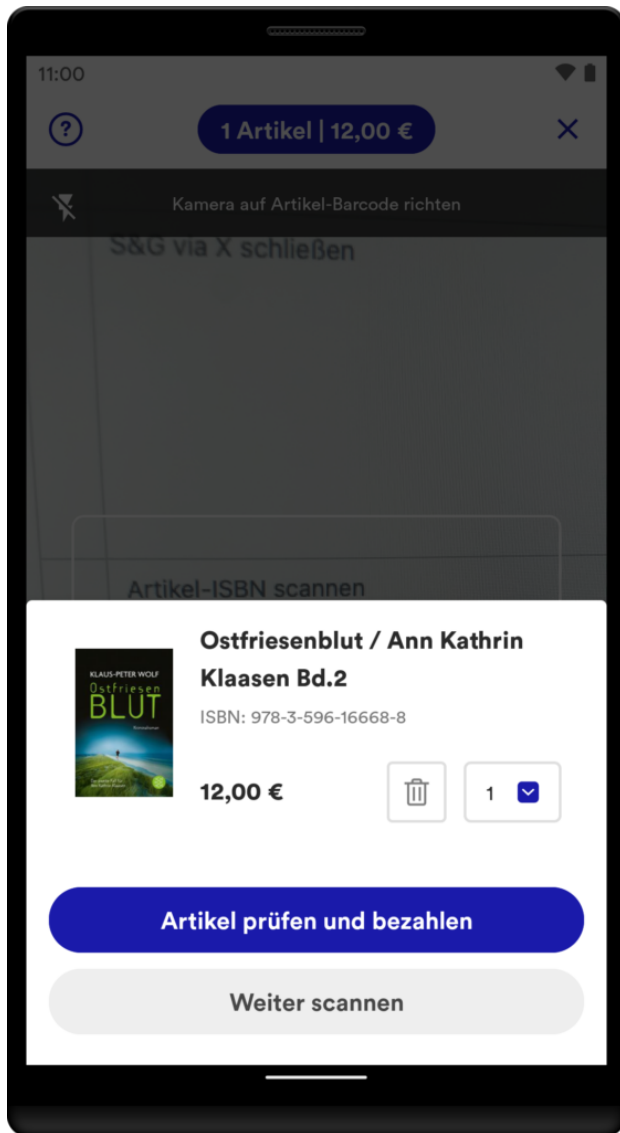 11:00
?
1 Artikel | 12,00 €
Kamera auf Artikel-Barcode richten
S&G via X schließen
Artikel-ISBN scannen
KLAUS-PETER WOLF
Ostfriesen
BLUT
Kriminalroman
Ostfriesenblut / Ann Kathrin
Klaasen Bd.2
ISBN: 978-3-596-16668-8
12,00 €
1
Artikel prüfen und bezahlen
Weiter scannen